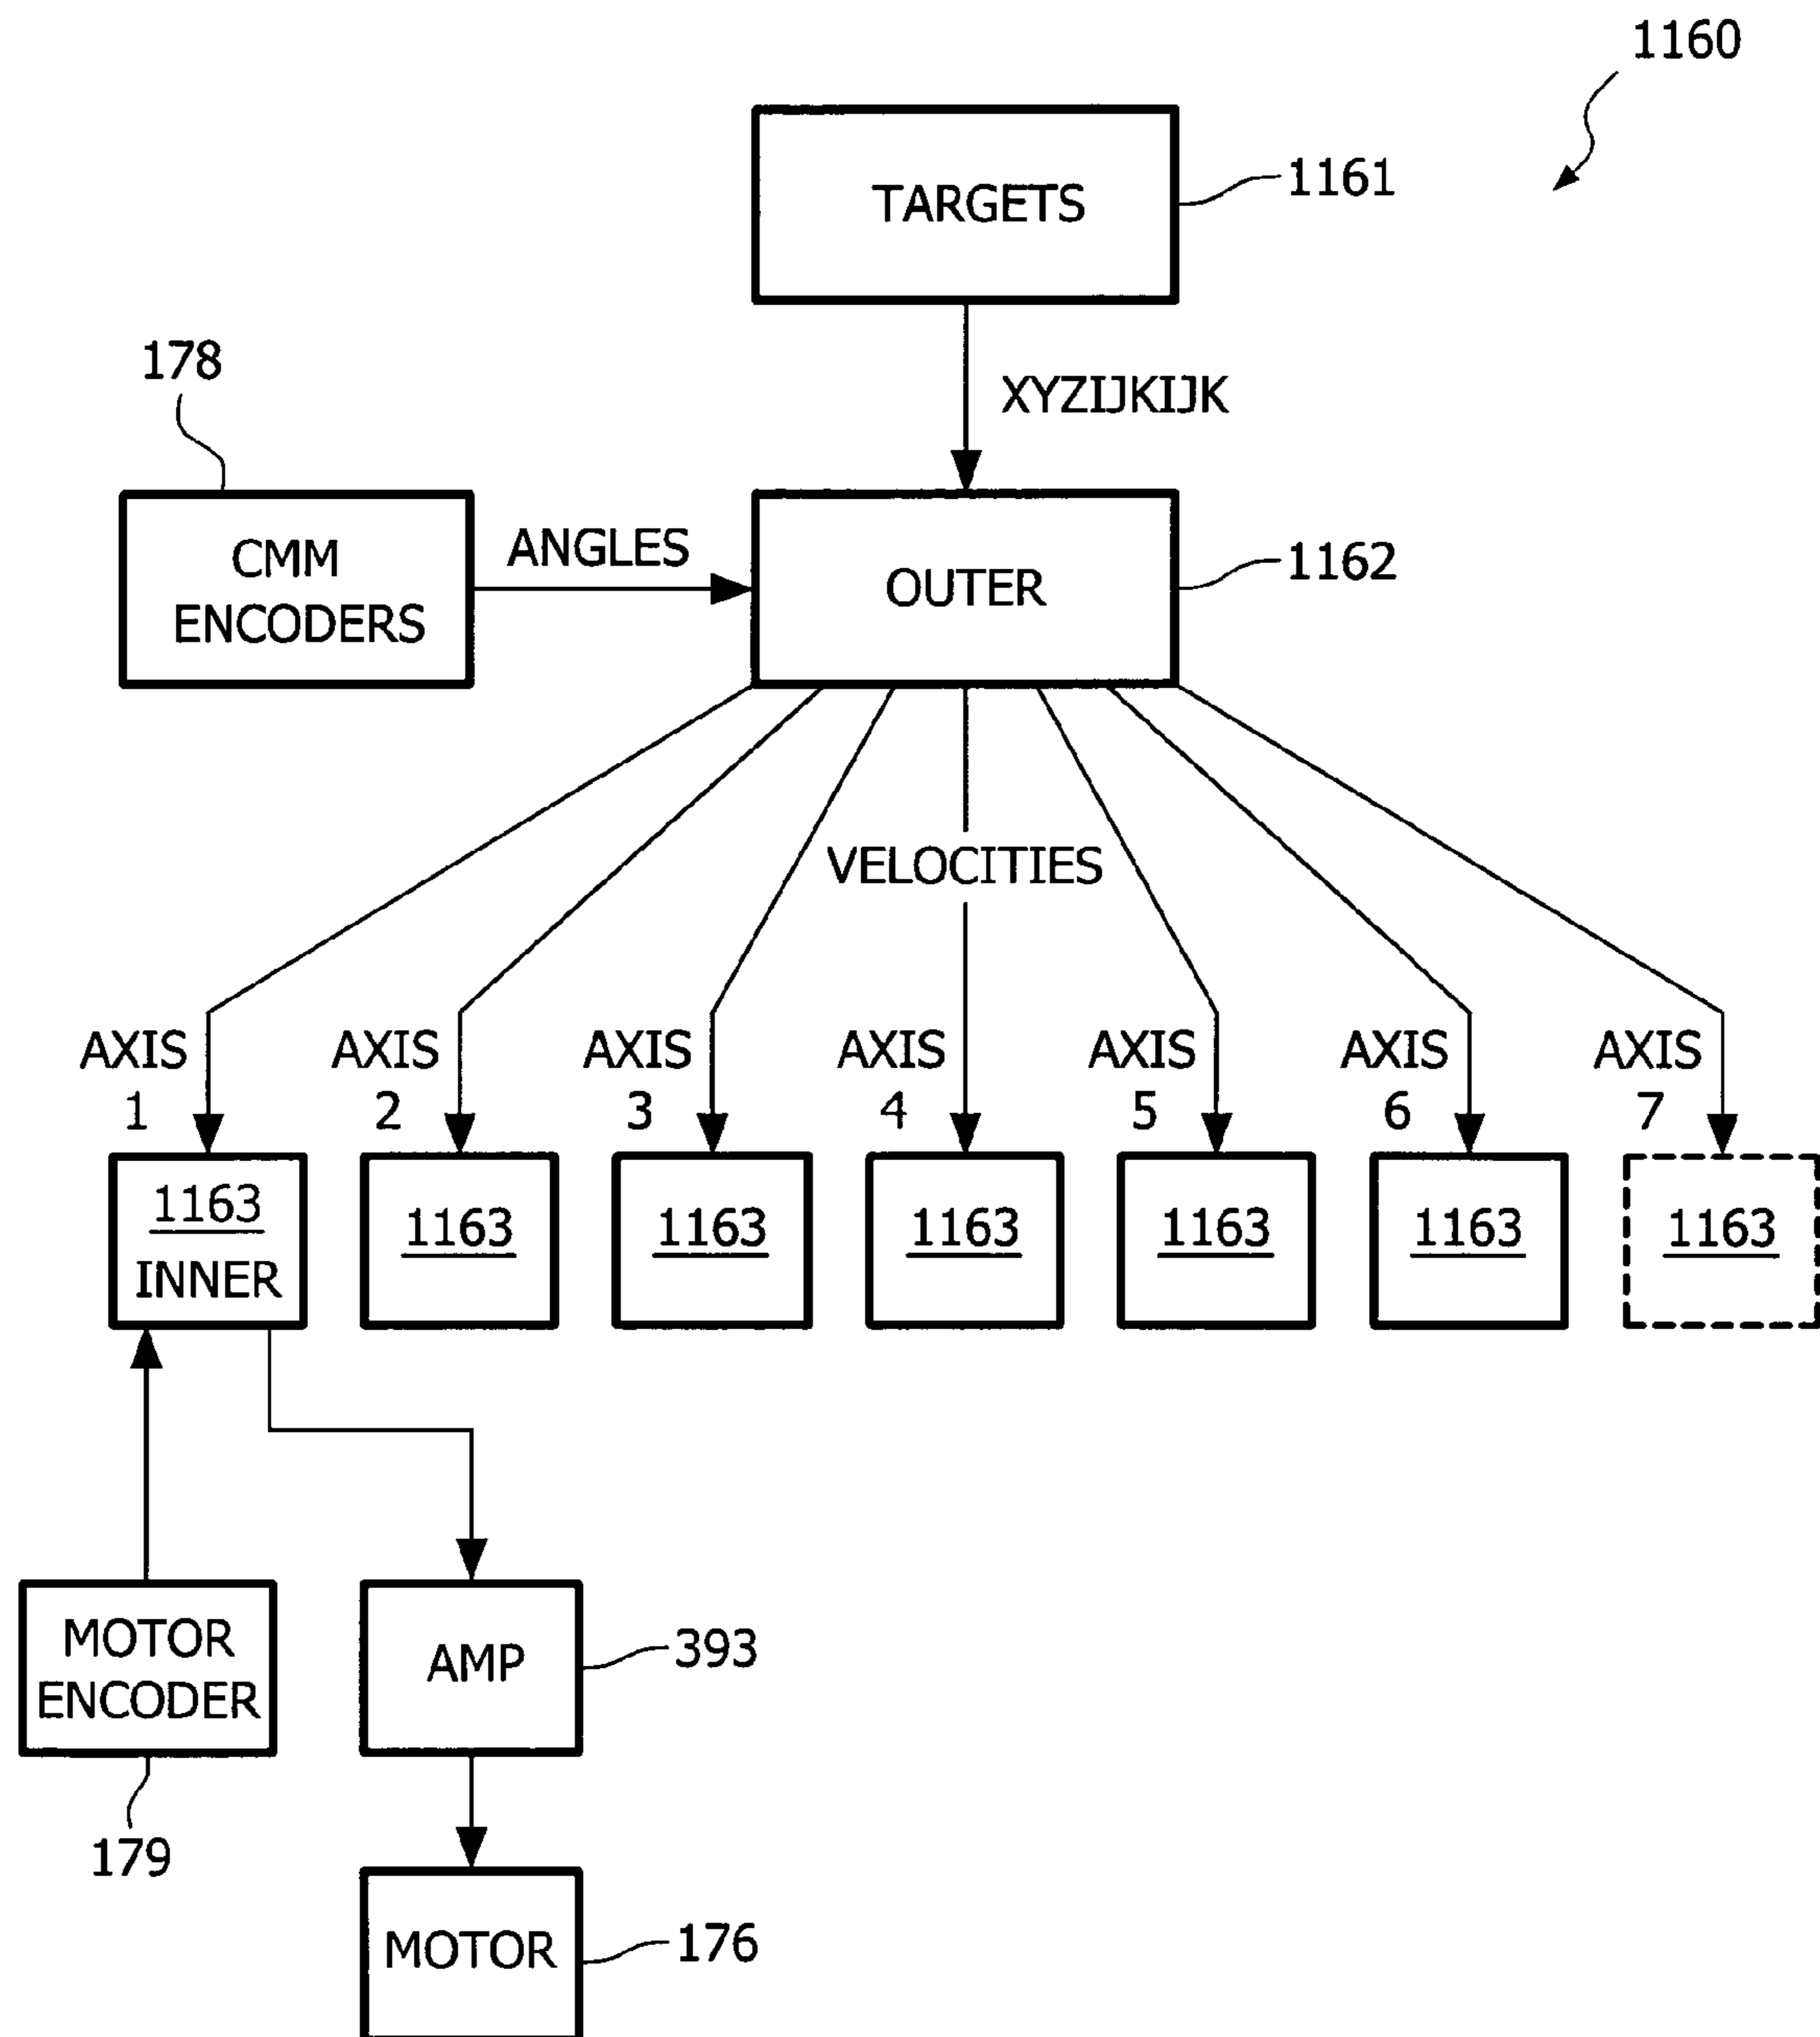 1160
TARGETS
1161
XYZIJKIJK
178
CMM
ENCODERS
ANGLES
OUTER
1162
VELOCITIES
AXIS
1
AXIS
2
AXIS
3
AXIS
4
AXIS
5
AXIS
6
AXIS
7
1163
INNER
1163
1163
1163
1163
1163
1163
MOTOR
ENCODER
179
AMP
393
MOTOR
176